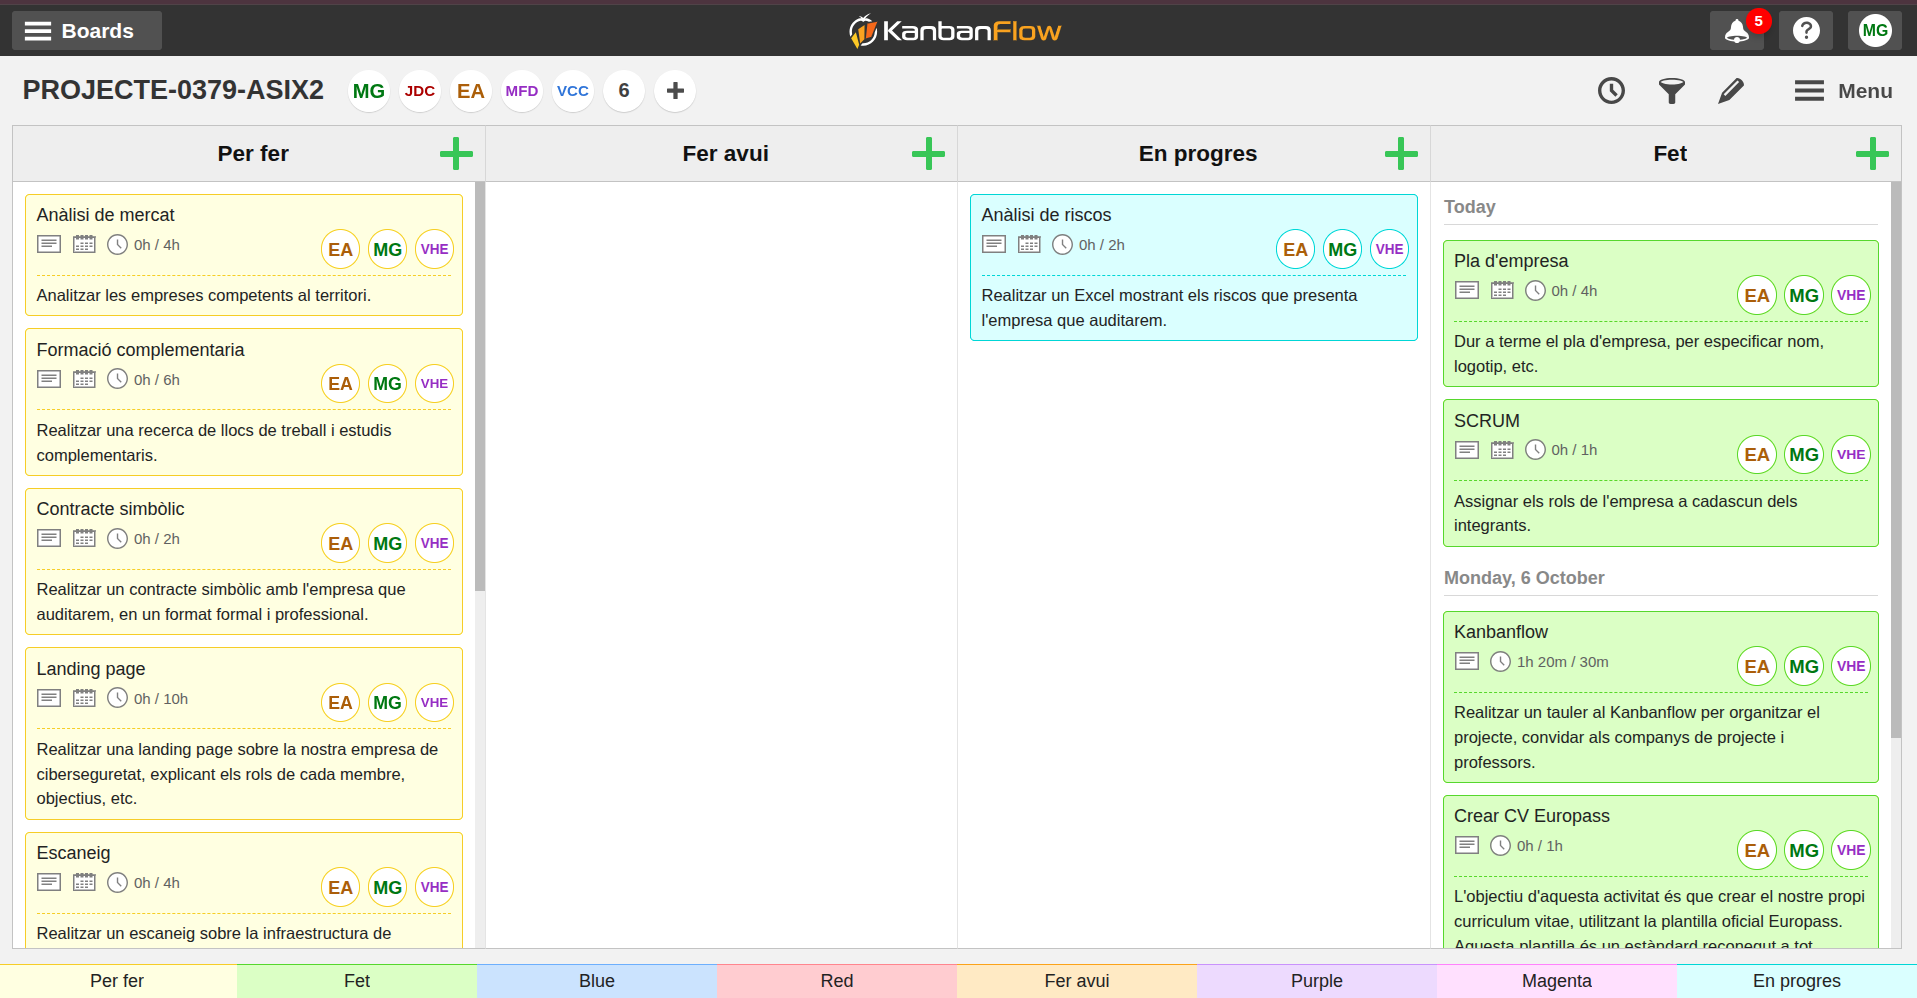 Boards
KanbanFlow
5
MG
PROJECTE-0379-ASIX2
MG
JDC
EA
MFD
VCC
6
Menu
Per fer
Fer avui
En progres
Fet
Anàlisi de mercat
0h / 4h
EA
MG
VHE
Analitzar les empreses competents al territori.
Formació complementaria
0h / 6h
EA
MG
VHE
Realitzar una recerca de llocs de treball i estudis
complementaris.
Contracte simbòlic
0h / 2h
EA
MG
VHE
Realitzar un contracte simbòlic amb l'empresa que
auditarem, en un format formal i professional.
Landing page
0h / 10h
EA
MG
VHE
Realitzar una landing page sobre la nostra empresa de
ciberseguretat, explicant els rols de cada membre,
objectius, etc.
Escaneig
0h / 4h
EA
MG
VHE
Realitzar un escaneig sobre la infraestructura de
Anàlisi de riscos
0h / 2h
EA
MG
VHE
Realitzar un Excel mostrant els riscos que presenta
l'empresa que auditarem.
Today
Pla d'empresa
0h / 4h
EA
MG
VHE
Dur a terme el pla d'empresa, per especificar nom,
logotip, etc.
SCRUM
0h / 1h
EA
MG
VHE
Assignar els rols de l'empresa a cadascun dels
integrants.
Monday, 6 October
Kanbanflow
1h 20m / 30m
EA
MG
VHE
Realitzar un tauler al Kanbanflow per organitzar el
projecte, convidar als companys de projecte i
professors.
Crear CV Europass
0h / 1h
EA
MG
VHE
L'objectiu d'aquesta activitat és que crear el nostre propi
curriculum vitae, utilitzant la plantilla oficial Europass.
Aquesta plantilla és un estàndard reconegut a tot
Per fer
Fet
Blue
Red
Fer avui
Purple
Magenta
En progres